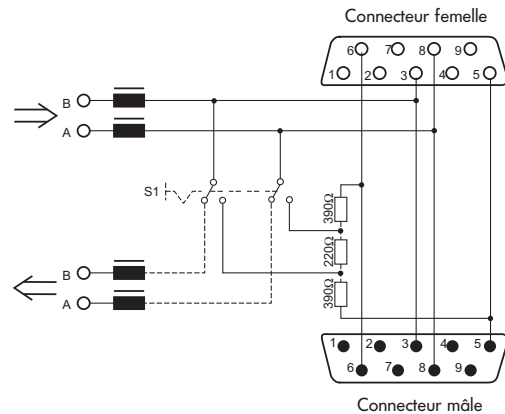 Connecteur femelle
6 7 8 9
1 2 3 4 5
B
A
S1
390Ω
220Ω
390Ω
B
A
1 2 3 4 5
6 7 8 9
Connecteur mâle